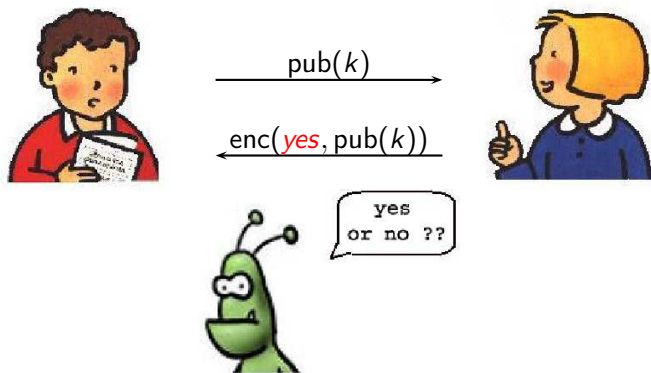 pub(k)
enc(yes, pub(k))
yes
or no ??